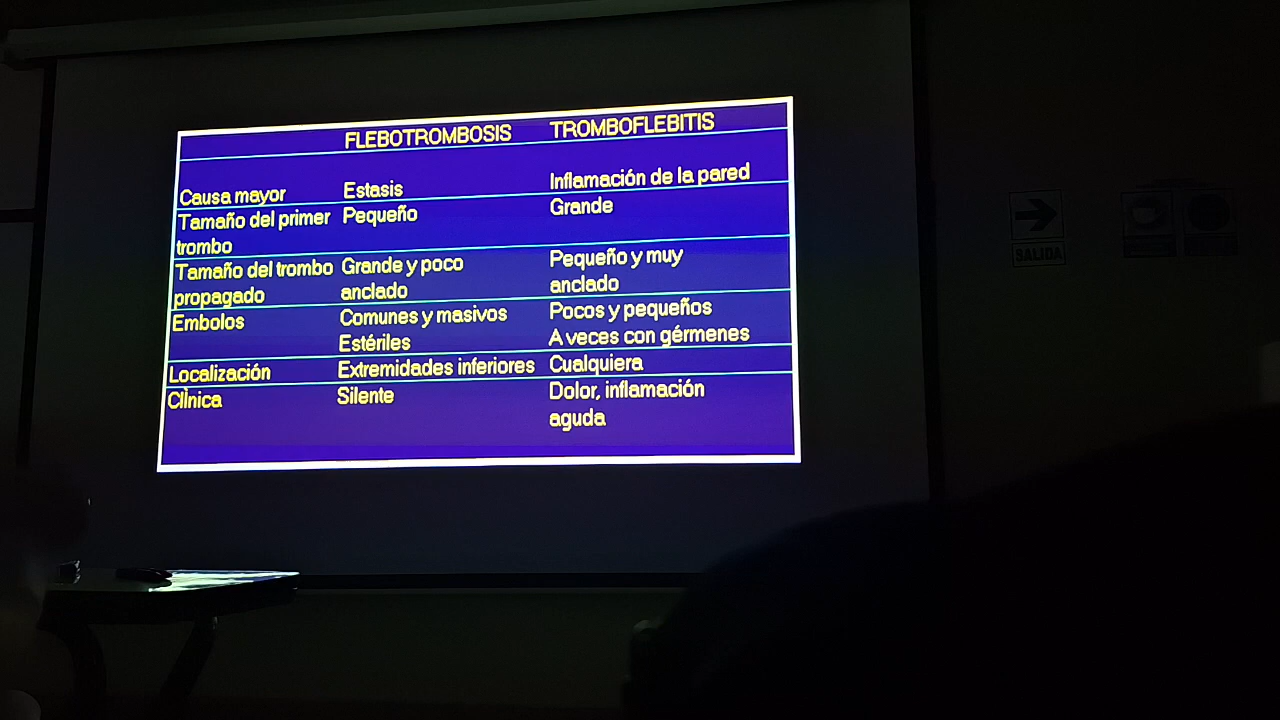 FLEBOTROMBOSIS TROMBOFLEBITIS
Causa mayor Estasis Inflamación de la pared
Tamaño del primer Pequeño Grande
trombo
Tamaño del trombo Grande y poco Pequeño y muy
propagado anclado anclado
Embolos Comunes y masivos Pocos y pequeños
Estériles A veces con gérmenes
Localización Extremidades inferiores Cualquiera
Clìnica Silente Dolor, inflamación
aguda
SALIDA